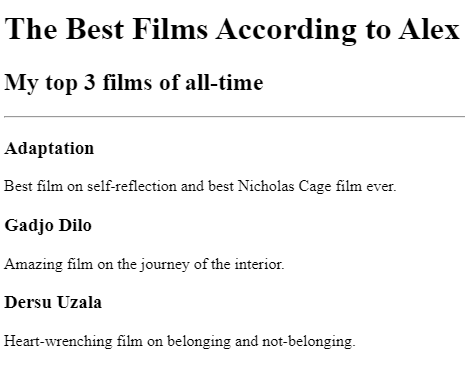 The Best Films According to Alex
My top 3 films of all-time
Adaptation
Best film on self-reflection and best Nicholas Cage film ever.
Gadjo Dilo
Amazing film on the journey of the interior.
Dersu Uzala
Heart-wrenching film on belonging and not-belonging.